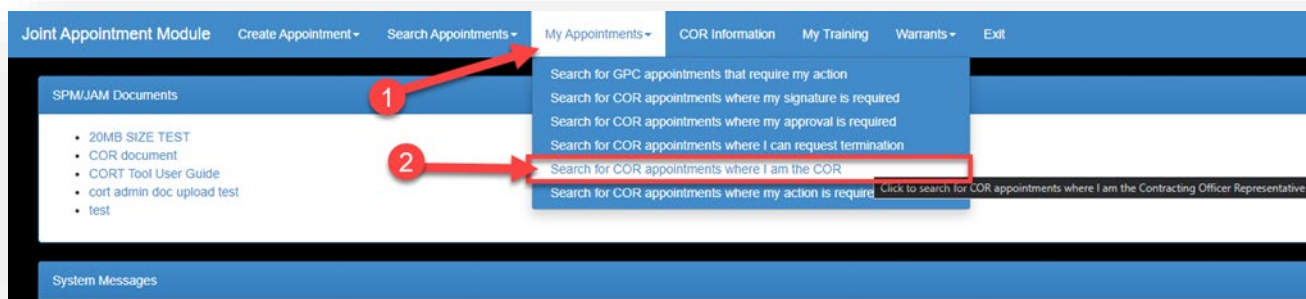 Joint Appointment Module Create Appointment Search Appointments My Appointments COR Information My Training Warrants Exit
1
Search for GPC appointments that require my action
Search for COR appointments where my signature is required
Search for COR appointments where my approval is required
Search for COR appointments where I can request termination
2
Search for COR appointments where I am the COR
Search for COR appointments where my action is require
Click to search for COR appointments where I am the Contracting Officer Representative
SPM/JAM Documents
20MB SIZE TEST
COR document
CORT Tool User Guide
cort admin doc upload test
test
System Messages